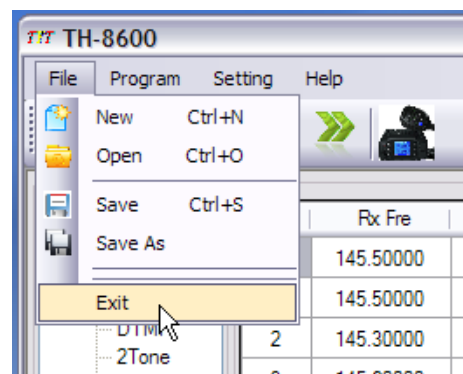 TYT TH-8600
File Program Setting Help
New Ctrl+N
Open Ctrl+O
Save Ctrl+S
Save As
Exit
Rx Fre
145.50000
145.50000
DTM
2 145.30000
2Tone